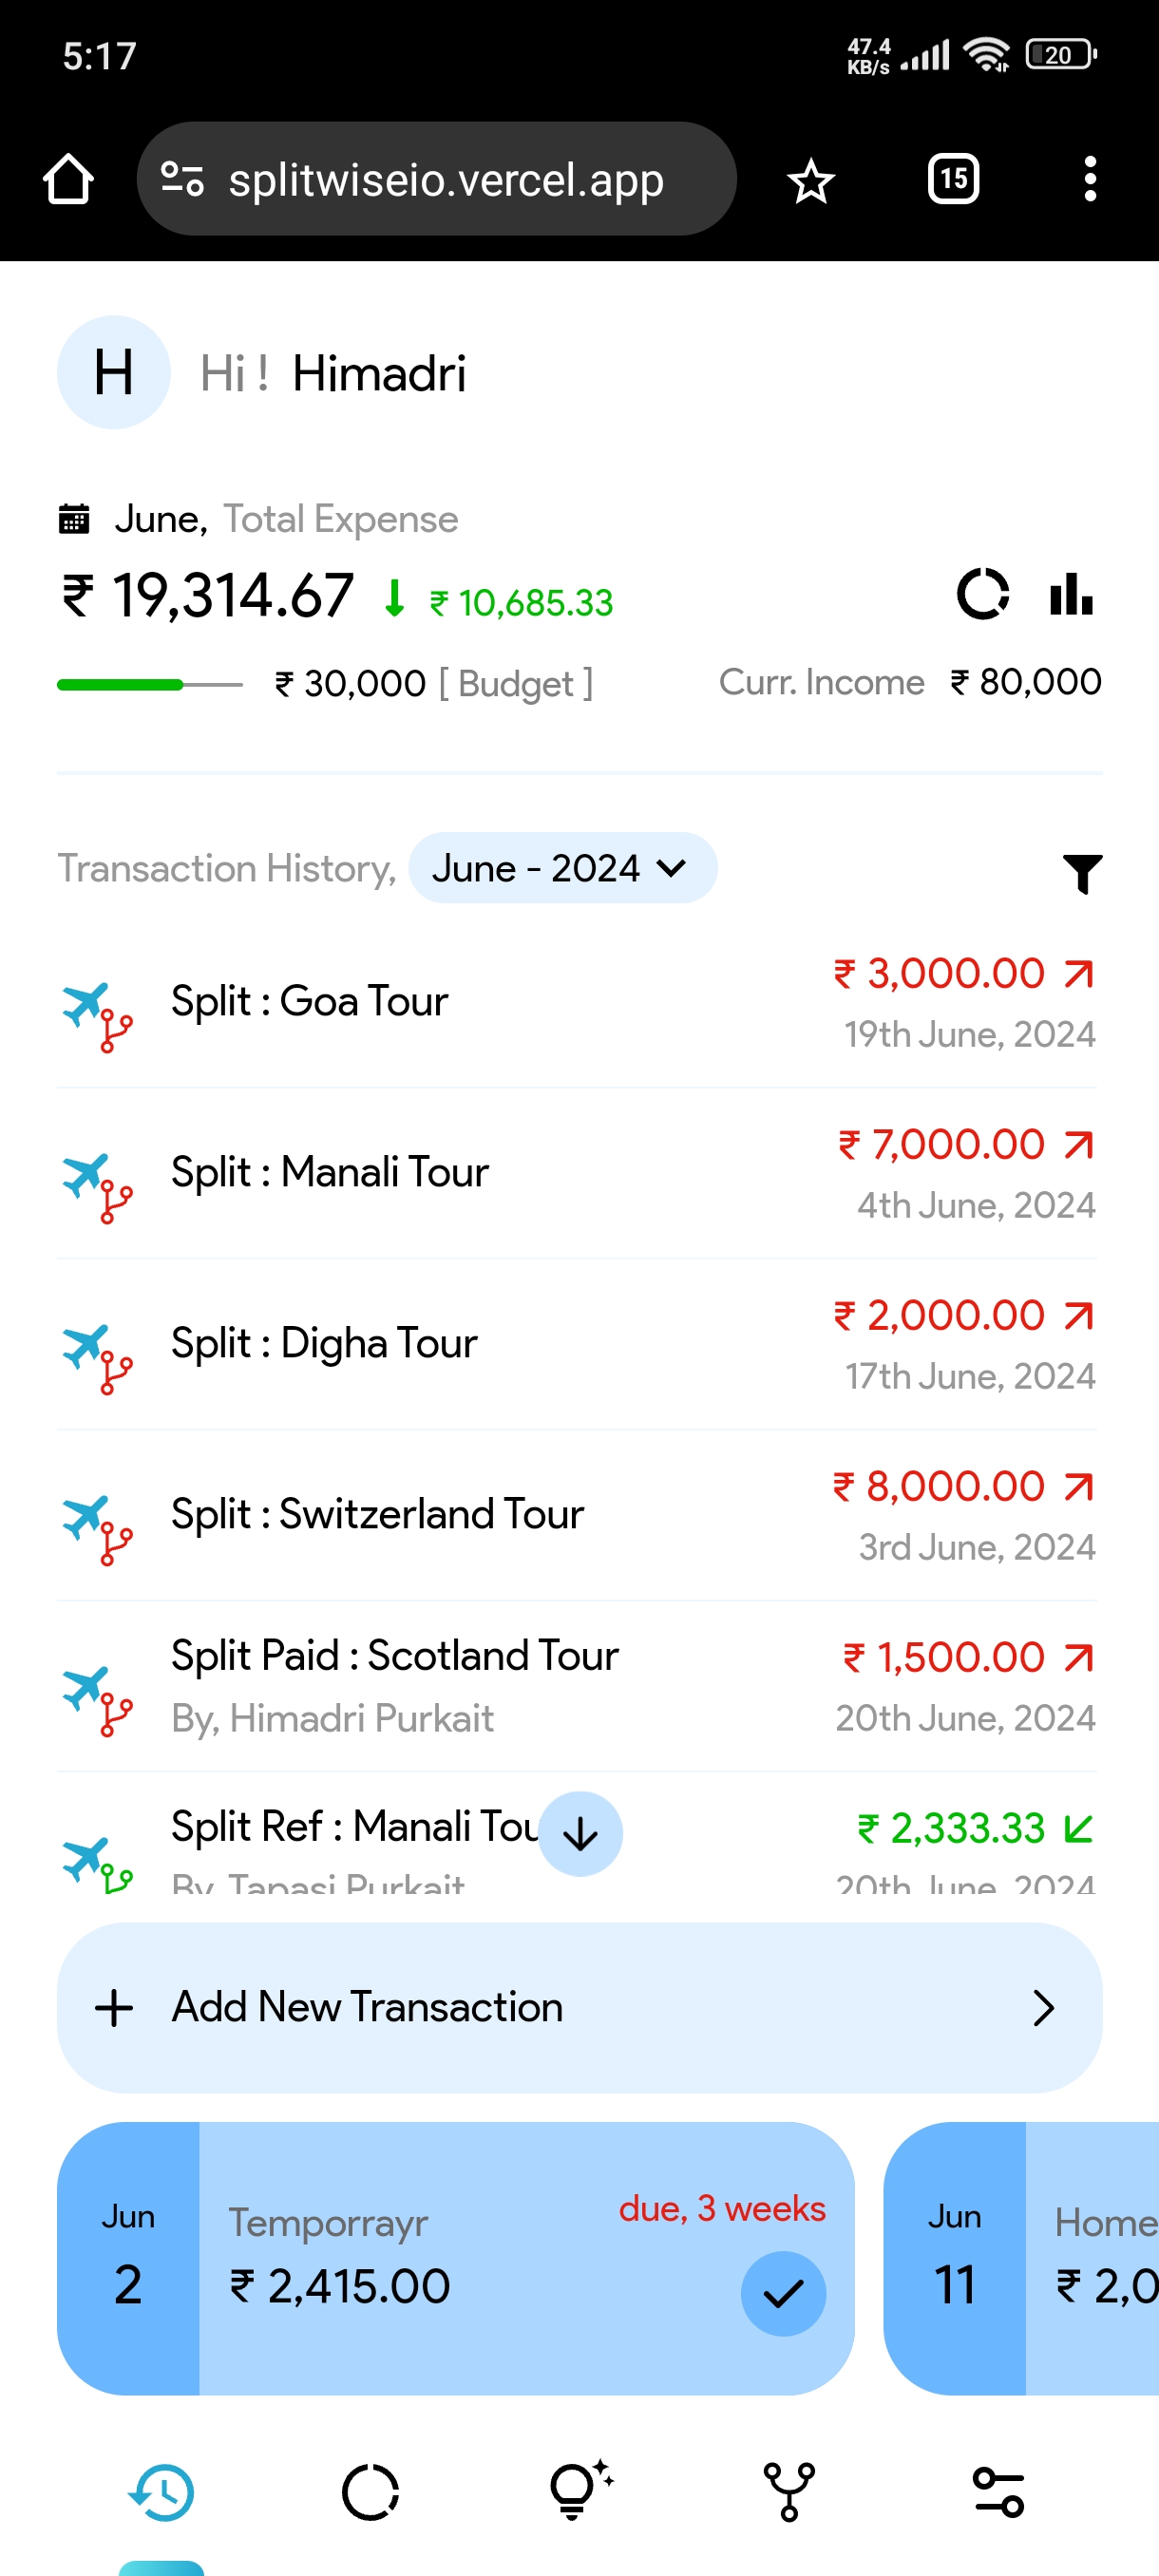 5:17
47.4
KB/s
20
splitwiseio.vercel.app
15
H
Hi ! Himadri
June, Total Expense
₹ 19,314.67 ₹ 10,685.33
₹ 30,000 [ Budget ] Curr. Income ₹ 80,000
Transaction History, June - 2024
Split : Goa Tour ₹ 3,000.00
19th June, 2024
Split : Manali Tour ₹ 7,000.00
4th June, 2024
Split : Digha Tour ₹ 2,000.00
17th June, 2024
Split : Switzerland Tour ₹ 8,000.00
3rd June, 2024
Split Paid : Scotland Tour ₹ 1,500.00
By, Himadri Purkait 20th June, 2024
Split Ref : Manali Tou ₹ 2,333.33
By, Tapasi Purkait 20th June, 2024
Add New Transaction
Jun
2
Temporrayr
due, 3 weeks
₹ 2,415.00
Jun
11
Home
₹ 2,0